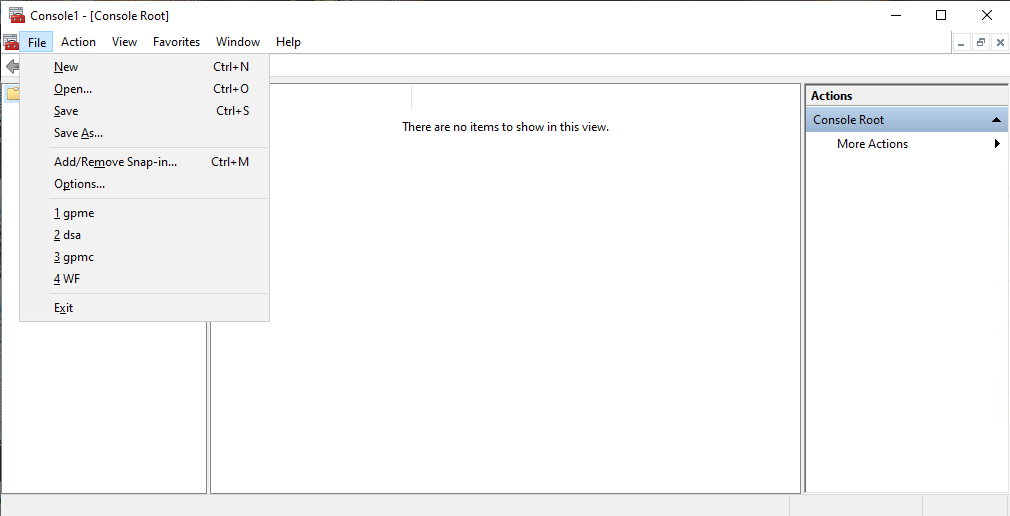 Console1 - [Console Root]
File Action View Favorites Window Help
New Ctrl+N
Open... Ctrl+O
Save Ctrl+S
Save As...
Add/Remove Snap-in... Ctrl+M
Options...
1 gpme
2 dsa
3 gpmc
4 WF
Exit
There are no items to show in this view.
Actions
Console Root
More Actions